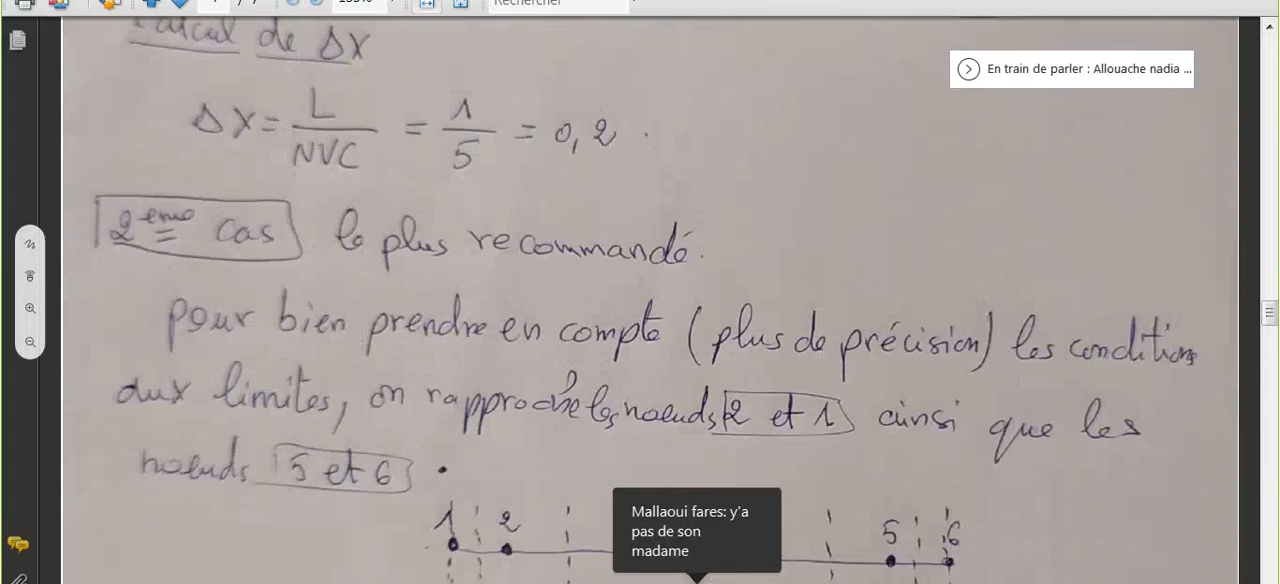 135%
Rechercher
Calcul de ΔX
En train de parler : Allouache nadia ...
ΔX = L / NVC = 1 / 5 = 0,2 .
2ème cas le plus recommandé.
pour bien prendre en compte (plus de précision) les conditions
aux limites, on rapproche les noeuds 2 et 1 ainsi que les
noeuds 5 et 6 .
1 2 5 6
Mallaoui fares: y'a
pas de son
madame